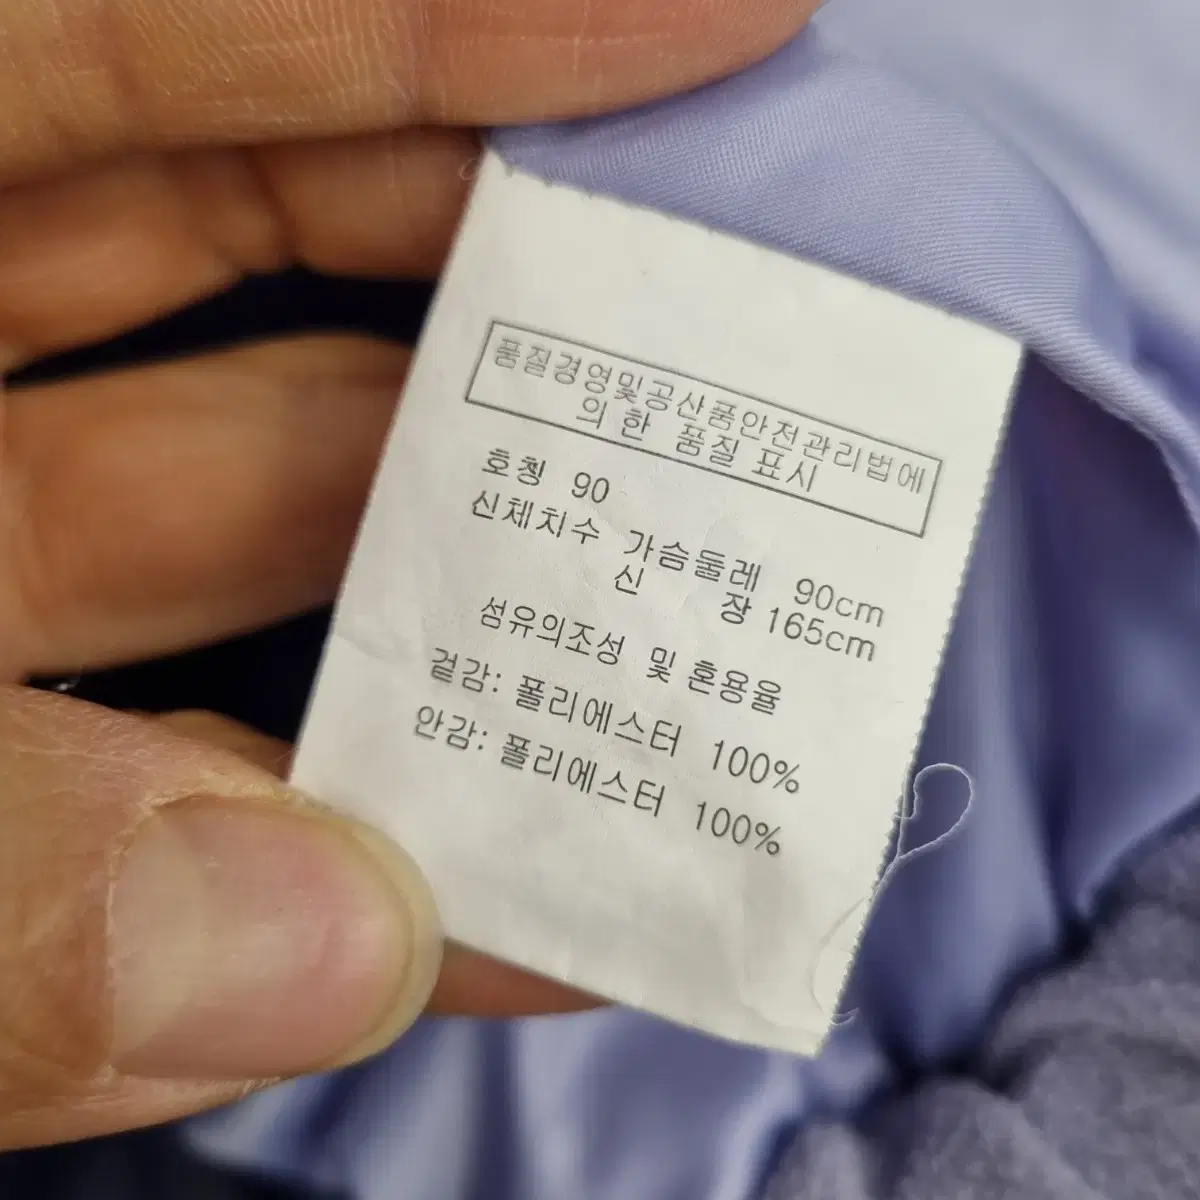 품질경영및공산품안전관리법에
의한 품질 표시
호칭 90
신체치수 가슴둘레 90cm
신 장 165cm
섬유의조성 및 혼용율
겉감: 폴리에스터 100%
안감: 폴리에스터 100%